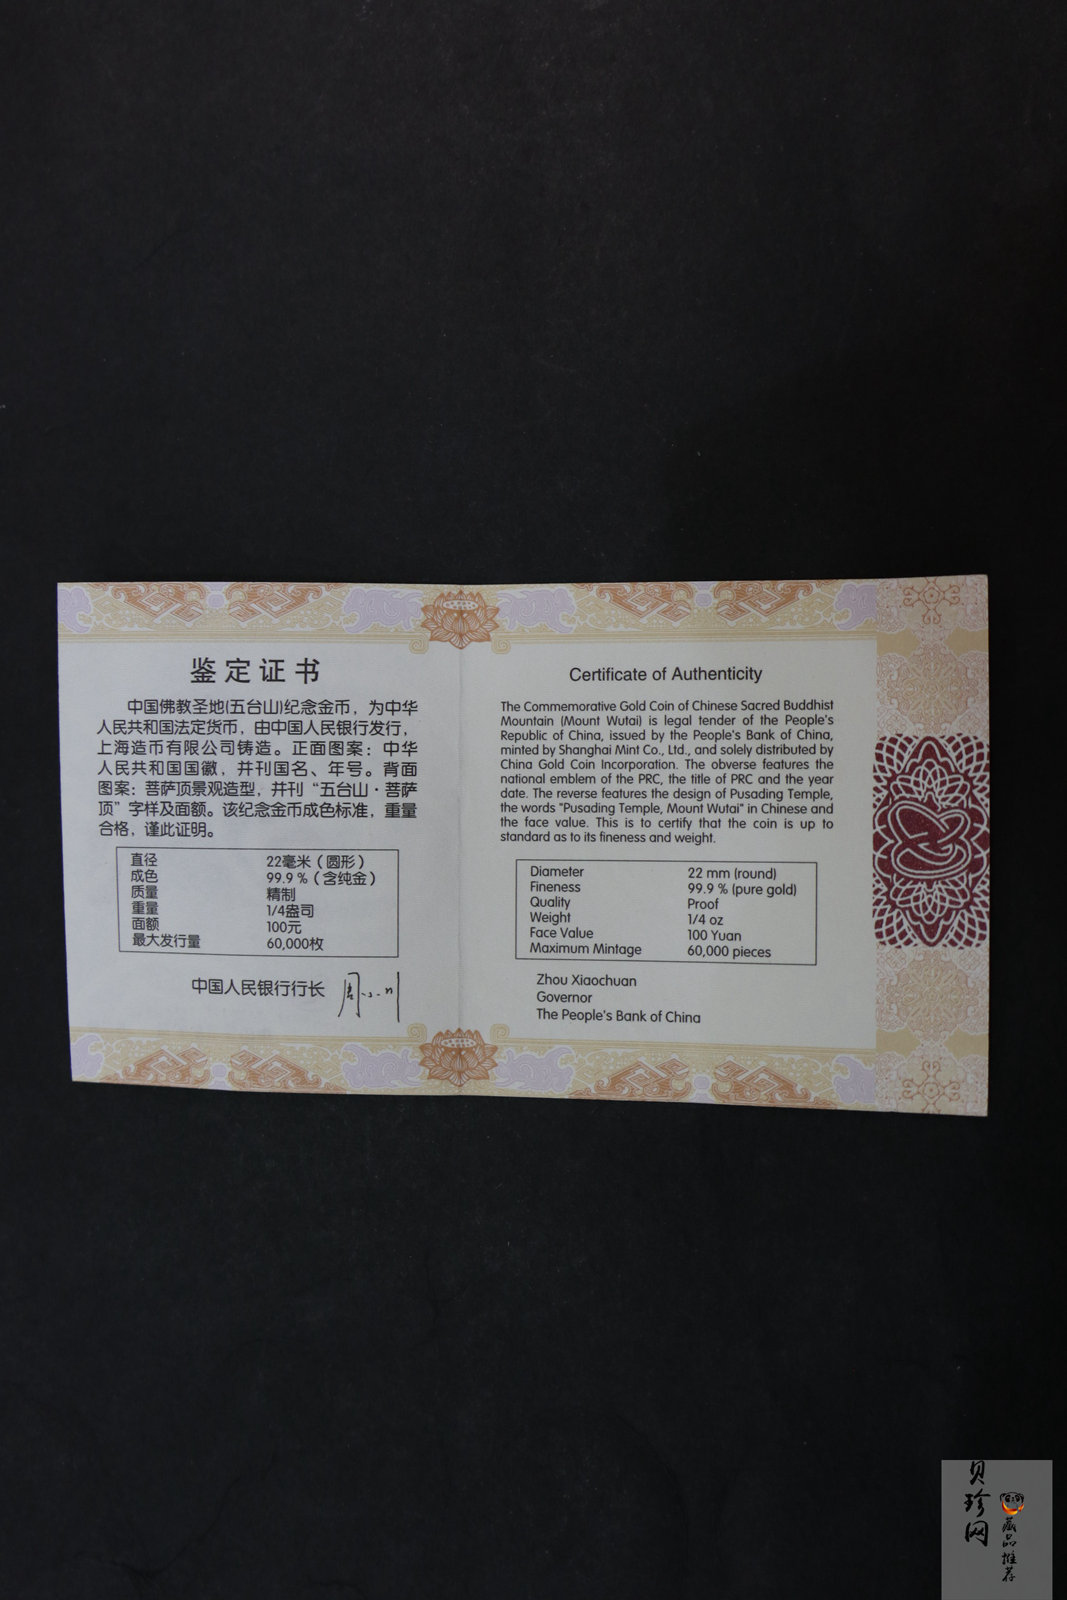 鉴定证书
中国佛教圣地(五台山)纪念金币，为中华
人民共和国法定货币，由中国人民银行发行，
上海造币有限公司铸造。正面图案：中华
人民共和国国徽，并刊国名、年号。背面
图案：菩萨顶景观造型，并刊“五台山·菩萨
顶”字样及面额。该纪念金币成色标准，重量
合格，谨此证明。
直径 22毫米（圆形）
成色 99.9％（含纯金）
质量 精制
重量 1/4盎司
面额 100元
最大发行量 60,000枚
中国人民银行行长
Certificate of Authenticity
The Commemorative Gold Coin of Chinese Sacred Buddhist
Mountain (Mount Wutai) is legal tender of the People's
Republic of China, issued by the People's Bank of China,
minted by Shanghai Mint Co., Ltd., and solely distributed by
China Gold Coin Incorporation. The obverse features the
national emblem of the PRC, the title of PRC and the year
date. The reverse features the design of Pusading Temple,
the words "Pusading Temple, Mount Wutai" in Chinese and
the face value. This is to certify that the coin is up to
standard as to its fineness and weight.
Diameter 22 mm (round)
Fineness 99.9 % (pure gold)
Quality Proof
Weight 1/4 oz
Face Value 100 Yuan
Maximum Mintage 60,000 pieces
Zhou Xiaochuan
Governor
The People's Bank of China
贝珍网
藏品推荐